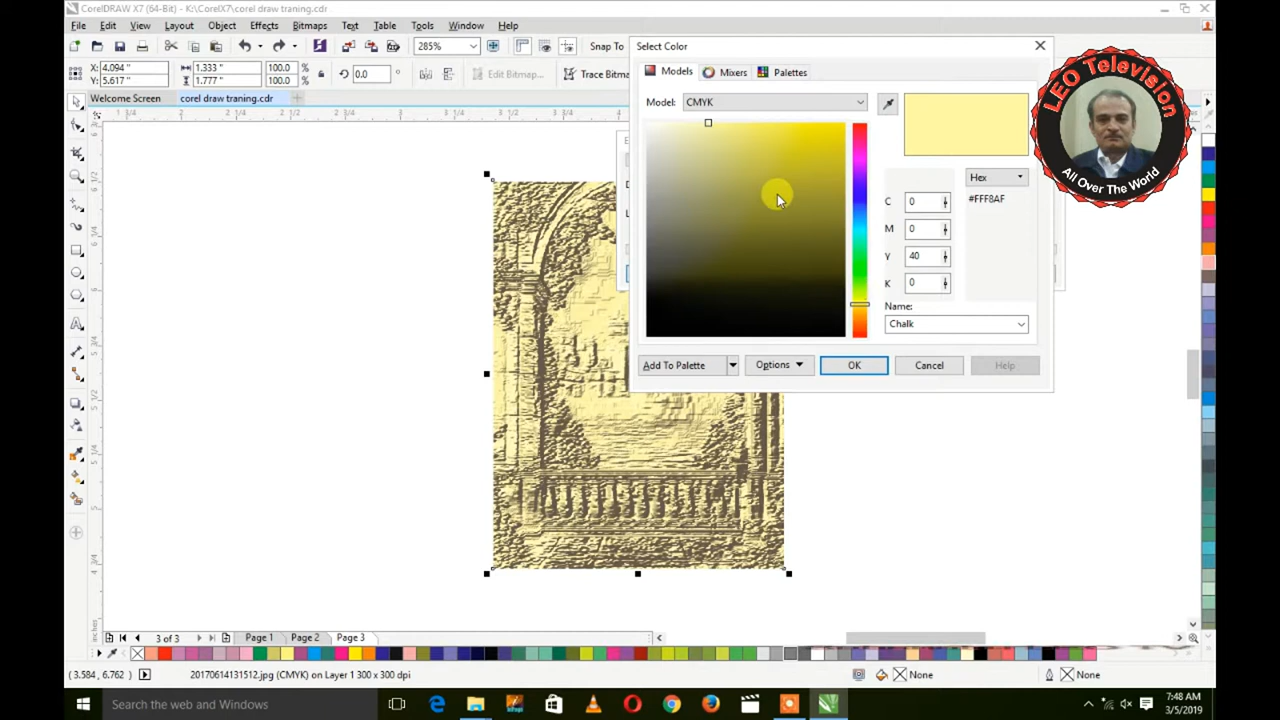 CorelDRAW X7 (64-Bit) - K:\CorelX7\corel draw traning.cdr
File Edit View Layout Object Effects Bitmaps Text Table Tools Window Help
285%
Snap To
X: 4.094 "
Y: 5.617 "
1.333 "
1.777 "
100.0 %
100.0 %
0.0 °
Edit Bitmap...
Trace Bitma
Welcome Screen
corel draw traning.cdr
Select Color
Models
Mixers
Palettes
Model: CMYK
Hex
#FFF8AF
C 0
M 0
Y 40
K 0
Name:
Chalk
Add To Palette
Options
OK
Cancel
Help
LEO Television
All Over The World
inches
3 of 3
Page 1
Page 2
Page 3
(3.584, 6.762)
20170614131512.jpg (CMYK) on Layer 1 300 x 300 dpi
None
None
Search the web and Windows
7:48 AM
3/5/2019